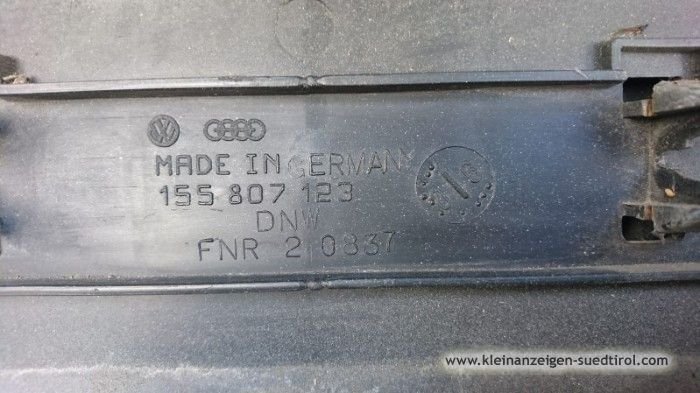 MADE IN GERMANY
155 807 123
DNW
FNR 2 0837
www.kleinanzeigen-suedtirol.com